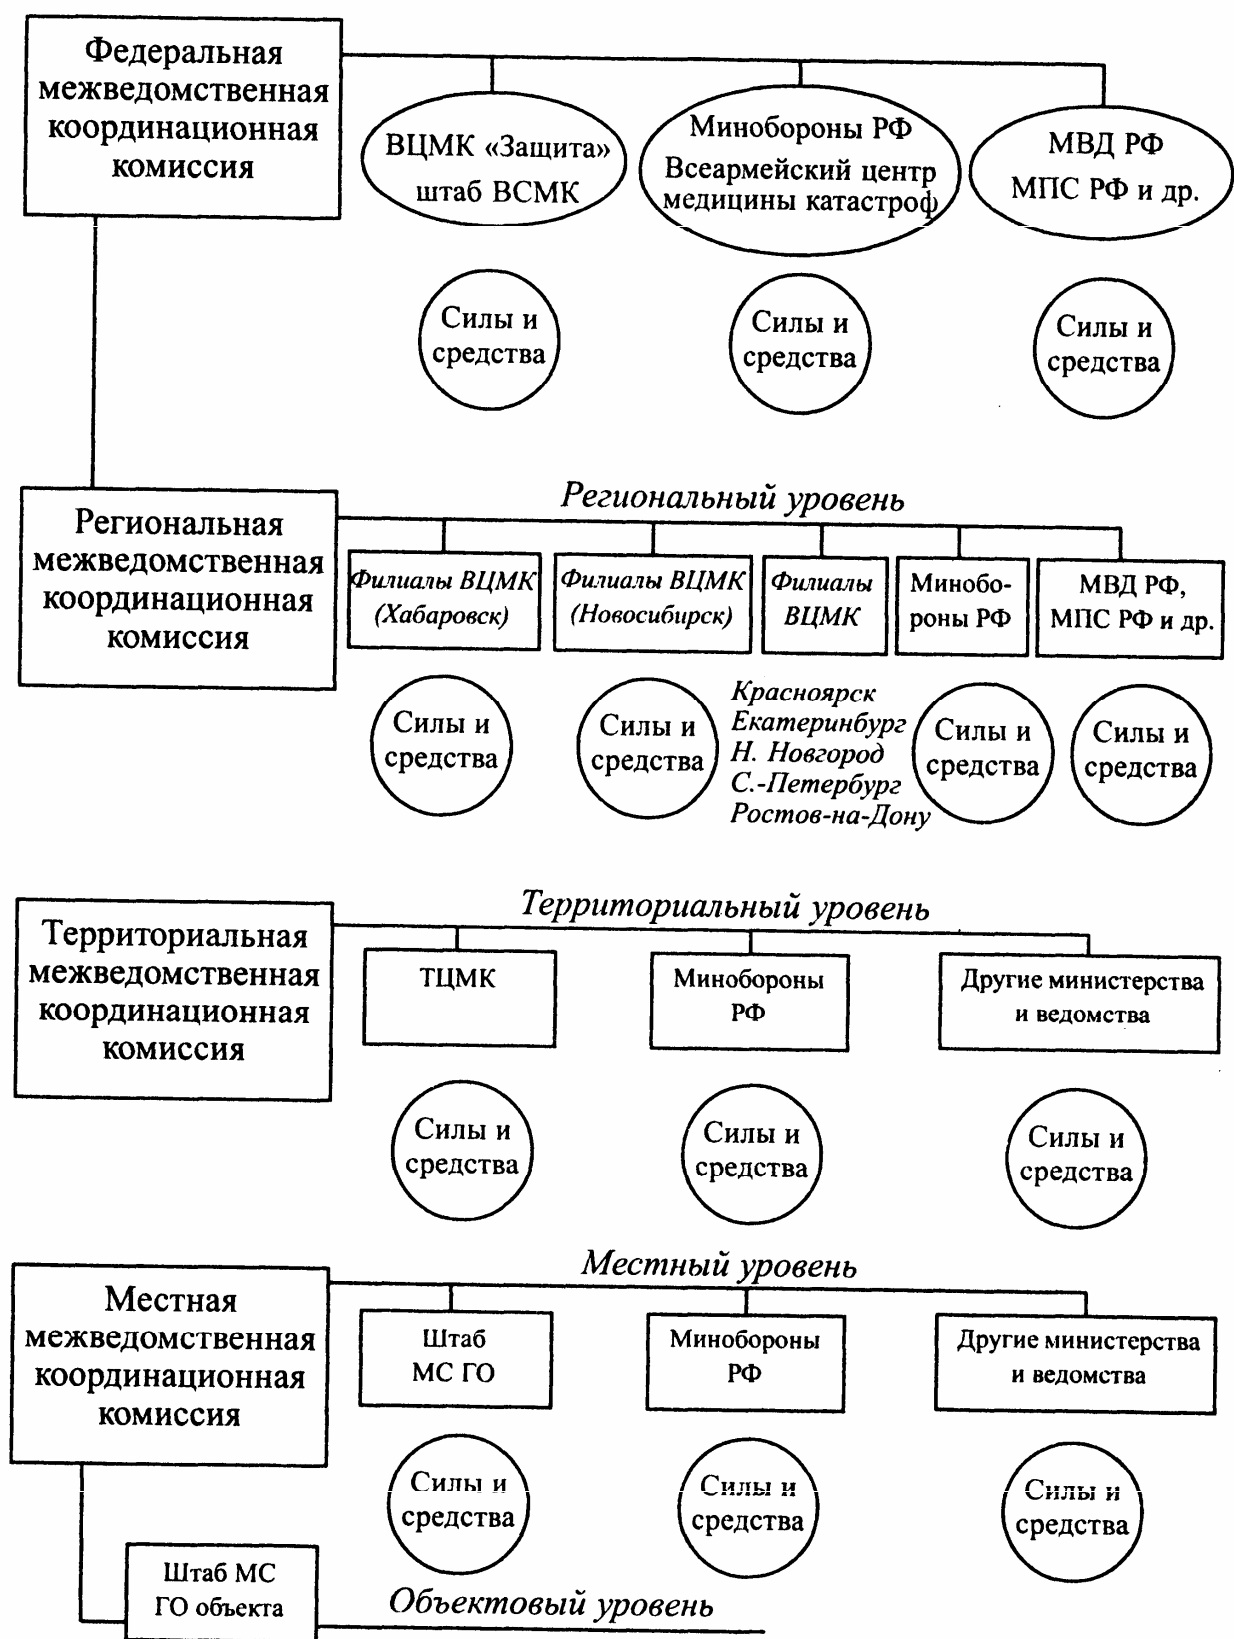 Федеральная
межведомственная
координационная
комиссия
ВЦМК «Защита»
штаб ВСМК
Минобороны РФ
Всеармейский центр
медицины катастроф
МВД РФ
МПС РФ и др.
Силы и
средства
Силы и
средства
Силы и
средства
Региональный уровень
Региональная
межведомственная
координационная
комиссия
Филиалы ВЦМК
(Хабаровск)
Филиалы ВЦМК
(Новосибирск)
Филиалы
ВЦМК
Минобо-
роны РФ
МВД РФ,
МПС РФ и др.
Силы и
средства
Силы и
средства
Красноярск
Екатеринбург
Н. Новгород
С.-Петербург
Ростов-на-Дону
Силы и
средства
Силы и
средства
Территориальный уровень
Территориальная
межведомственная
координационная
комиссия
ТЦМК
Минобороны
РФ
Другие министерства
и ведомства
Силы и
средства
Силы и
средства
Силы и
средства
Местный уровень
Местная
межведомственная
координационная
комиссия
Штаб
МС ГО
Минобороны
РФ
Другие министерства
и ведомства
Силы и
средства
Силы и
средства
Силы и
средства
Штаб МС
ГО объекта
Объектовый уровень